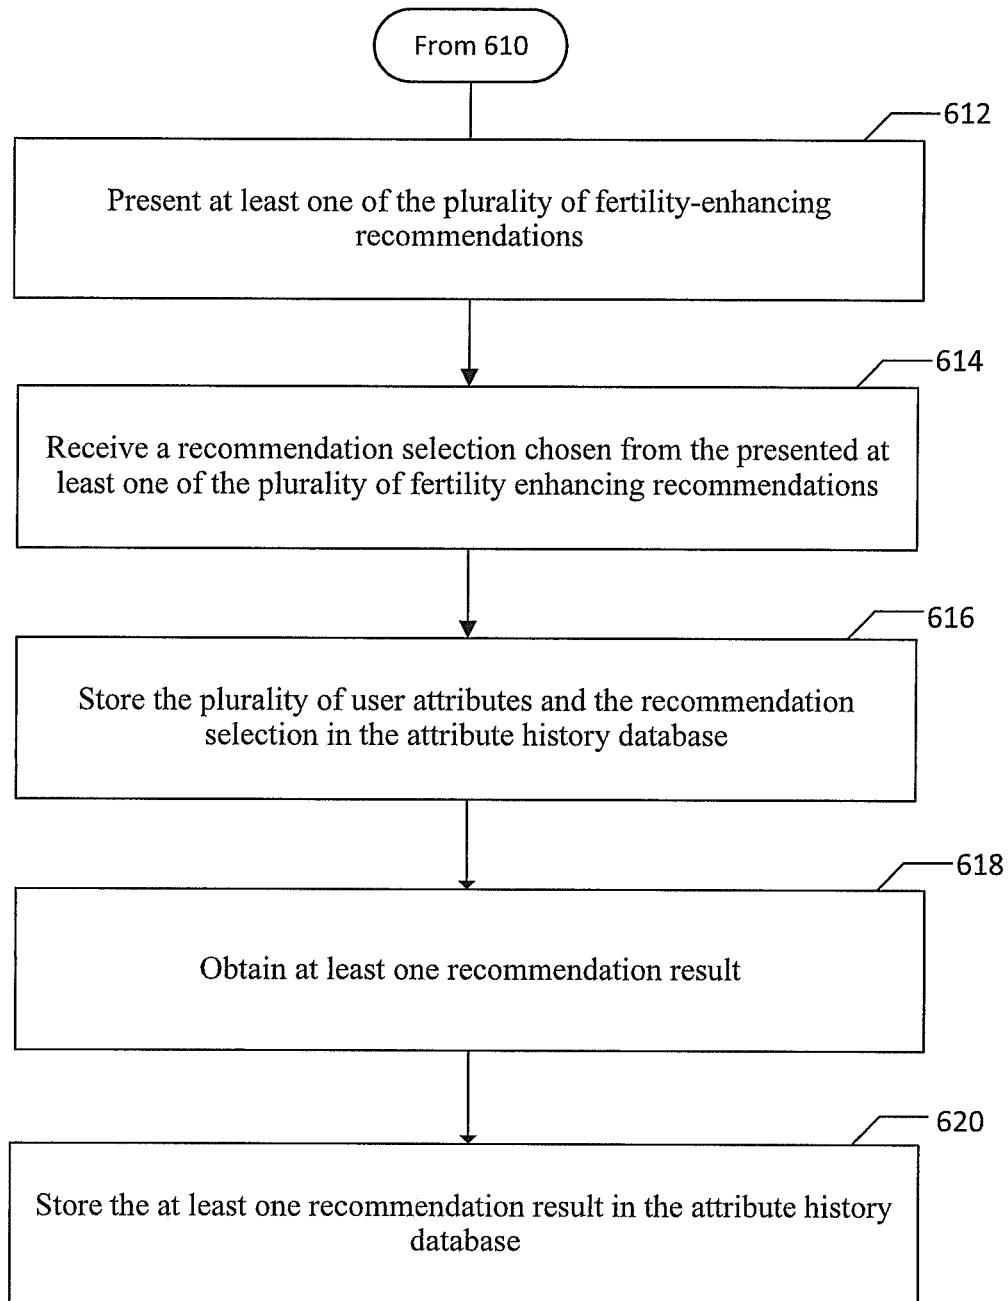 From 610
612
Present at least one of the plurality of fertility-enhancing
recommendations
614
Receive a recommendation selection chosen from the presented at
least one of the plurality of fertility enhancing recommendations
616
Store the plurality of user attributes and the recommendation
selection in the attribute history database
618
Obtain at least one recommendation result
620
Store the at least one recommendation result in the attribute history
database